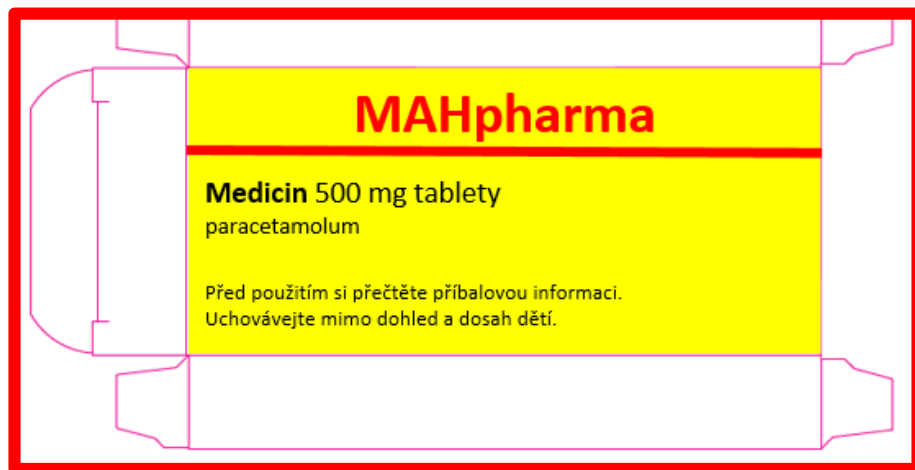 MAHpharma
Medicin 500 mg tablety
paracetamolum
Před použitím si přečtěte příbalovou informaci.
Uchovávejte mimo dohled a dosah dětí.